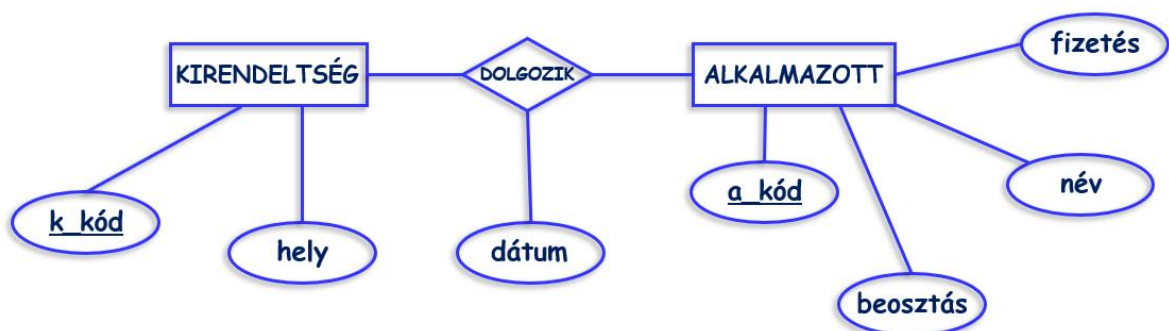 fizetés
KIRENDELTSÉG
DOLGOZIK
ALKALMAZOTT
k_kód
hely
dátum
a_kód
név
beosztás